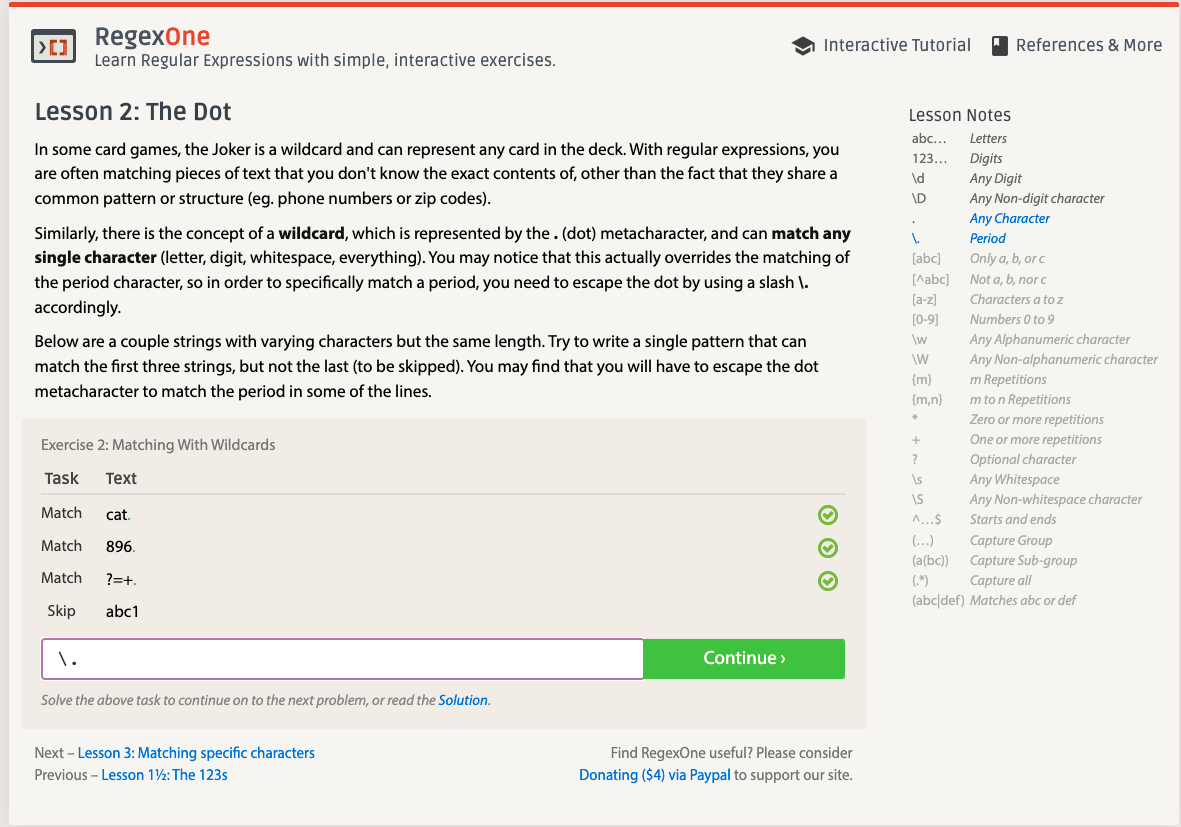 RegexOne
Learn Regular Expressions with simple, interactive exercises.
Interactive Tutorial
References & More
Lesson 2: The Dot
In some card games, the Joker is a wildcard and can represent any card in the deck. With regular expressions, you
are often matching pieces of text that you don't know the exact contents of, other than the fact that they share a
common pattern or structure (eg. phone numbers or zip codes).
Similarly, there is the concept of a wildcard, which is represented by the . (dot) metacharacter, and can match any
single character (letter, digit, whitespace, everything). You may notice that this actually overrides the matching of
the period character, so in order to specifically match a period, you need to escape the dot by using a slash \.
accordingly.
Below are a couple strings with varying characters but the same length. Try to write a single pattern that can
match the first three strings, but not the last (to be skipped). You may find that you will have to escape the dot
metacharacter to match the period in some of the lines.
Exercise 2: Matching With Wildcards
Task Text
Match cat.
Match 896.
Match ?=+.
Skip abc1
\.
Continue ›
Solve the above task to continue on to the next problem, or read the Solution.
Next – Lesson 3: Matching specific characters
Previous – Lesson 1½: The 123s
Find RegexOne useful? Please consider
Donating ($4) via Paypal to support our site.
Lesson Notes
abc… Letters
123… Digits
\d Any Digit
\D Any Non-digit character
. Any Character
\. Period
[abc] Only a, b, or c
[^abc] Not a, b, nor c
[a-z] Characters a to z
[0-9] Numbers 0 to 9
\w Any Alphanumeric character
\W Any Non-alphanumeric character
{m} m Repetitions
{m,n} m to n Repetitions
* Zero or more repetitions
+ One or more repetitions
? Optional character
\s Any Whitespace
\S Any Non-whitespace character
^…$ Starts and ends
(…) Capture Group
(a(bc)) Capture Sub-group
(.*) Capture all
(abc|def) Matches abc or def